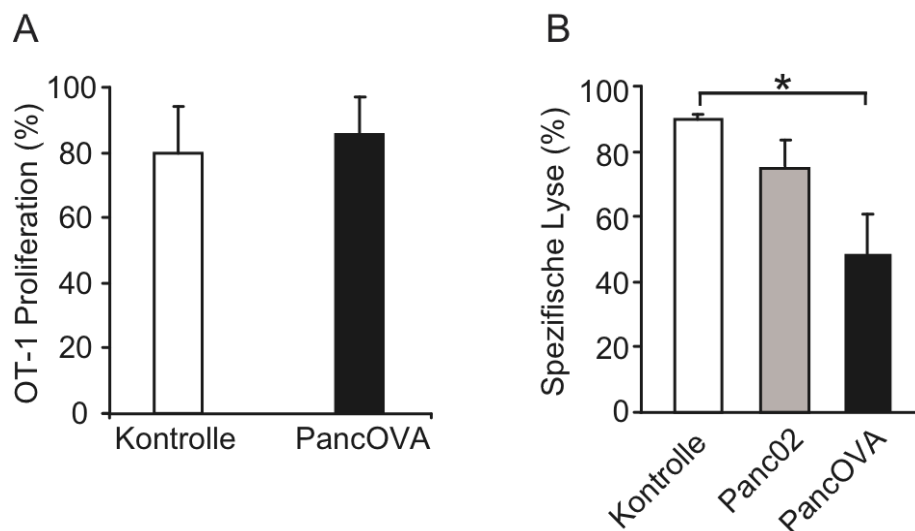 A
OT-1 Proliferation (%)
100
80
60
40
20
0
Kontrolle PancOVA
B
Spezifische Lyse (%)
100
80
60
40
20
0
*
Kontrolle
Panc02
PancOVA